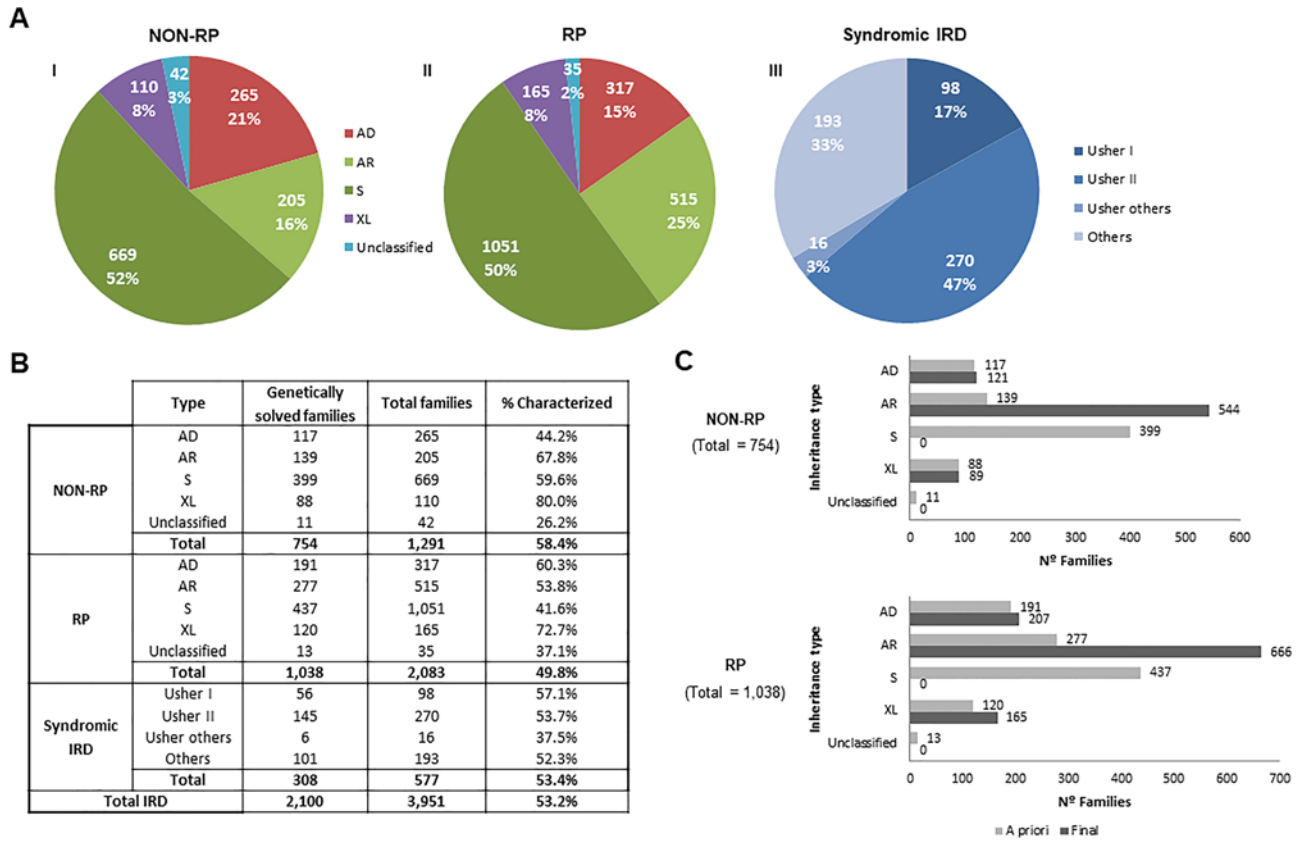 A
NON-RP
I
42
3%
110
8%
265
21%
205
16%
669
52%
AD
AR
S
XL
Unclassified
RP
II
35
2%
165
8%
317
15%
515
25%
1051
50%
Syndromic IRD
III
98
17%
193
33%
16
3%
270
47%
Usher I
Usher II
Usher others
Others
B
Type Genetically solved families Total families % Characterized
NON-RP
AD 117 265 44.2%
AR 139 205 67.8%
S 399 669 59.6%
XL 88 110 80.0%
Unclassified 11 42 26.2%
Total 754 1,291 58.4%
RP
AD 191 317 60.3%
AR 277 515 53.8%
S 437 1,051 41.6%
XL 120 165 72.7%
Unclassified 13 35 37.1%
Total 1,038 2,083 49.8%
Syndromic
IRD
Usher I 56 98 57.1%
Usher II 145 270 53.7%
Usher others 6 16 37.5%
Others 101 193 52.3%
Total 308 577 53.4%
Total IRD 2,100 3,951 53.2%
C
NON-RP
(Total = 754)
Inheritance type
AD 117
121
AR 139
544
S 399
0
XL 88
89
Unclassified 11
0
0 100 200 300 400 500 600
Nº Families
RP
(Total = 1,038)
Inheritance type
AD 191
207
AR 277
666
S 437
0
XL 120
165
Unclassified 13
0
0 100 200 300 400 500 600 700
Nº Families
A priori Final